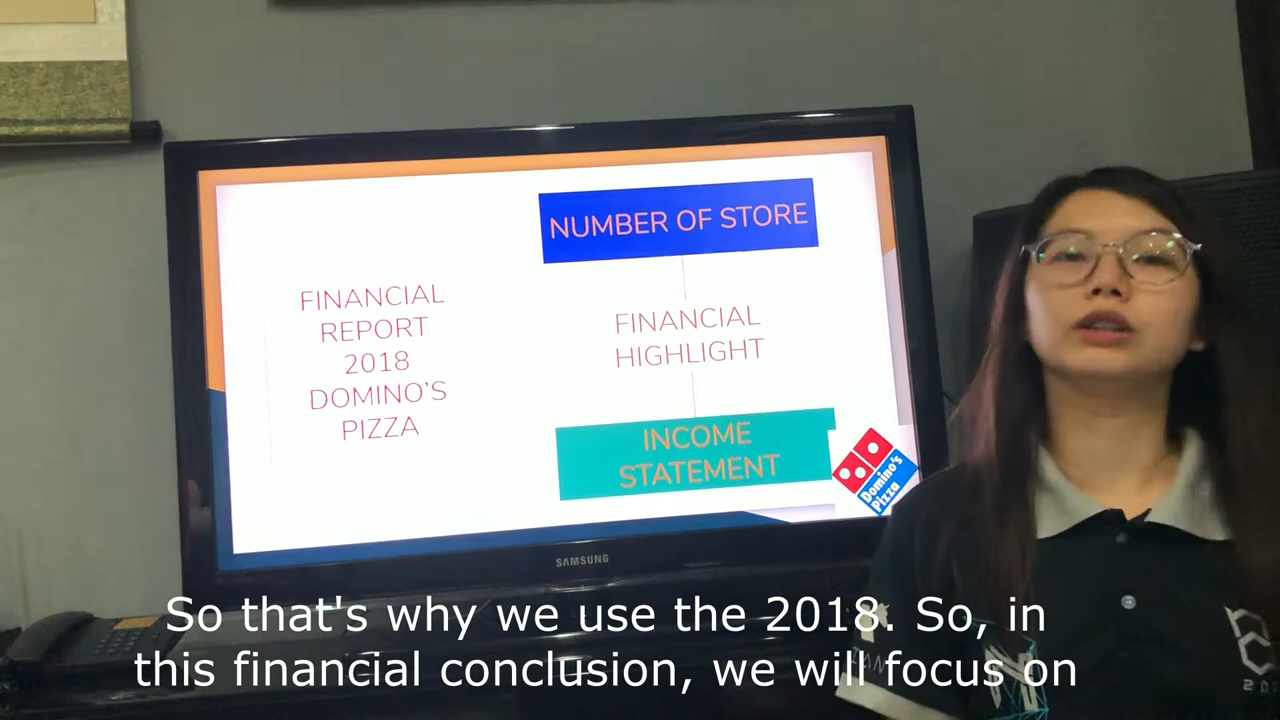 NUMBER OF STORE
FINANCIAL
REPORT
2018
DOMINO'S
PIZZA
FINANCIAL
HIGHLIGHT
INCOME
STATEMENT
Domino's
Pizza
SAMSUNG
So that's why we use the 2018. So, in
this financial conclusion, we will focus on